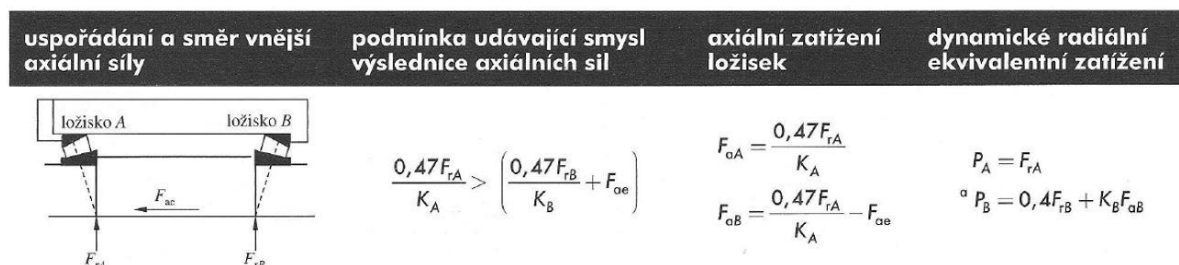 uspořádání a směr vnější
axiální síly
podmínka udávající smysl
výslednice axiálních sil
axiální zatížení
ložisek
dynamické radiální
ekvivalentní zatížení
ložisko A
ložisko B
F_ae
F_rA
F_rB
0,47F_rA / K_A > (0,47F_rB / K_B + F_ae)
F_aA = 0,47F_rA / K_A
F_aB = 0,47F_rA / K_A − F_ae
P_A = F_rA
ᵃ P_B = 0,4F_rB + K_B F_aB